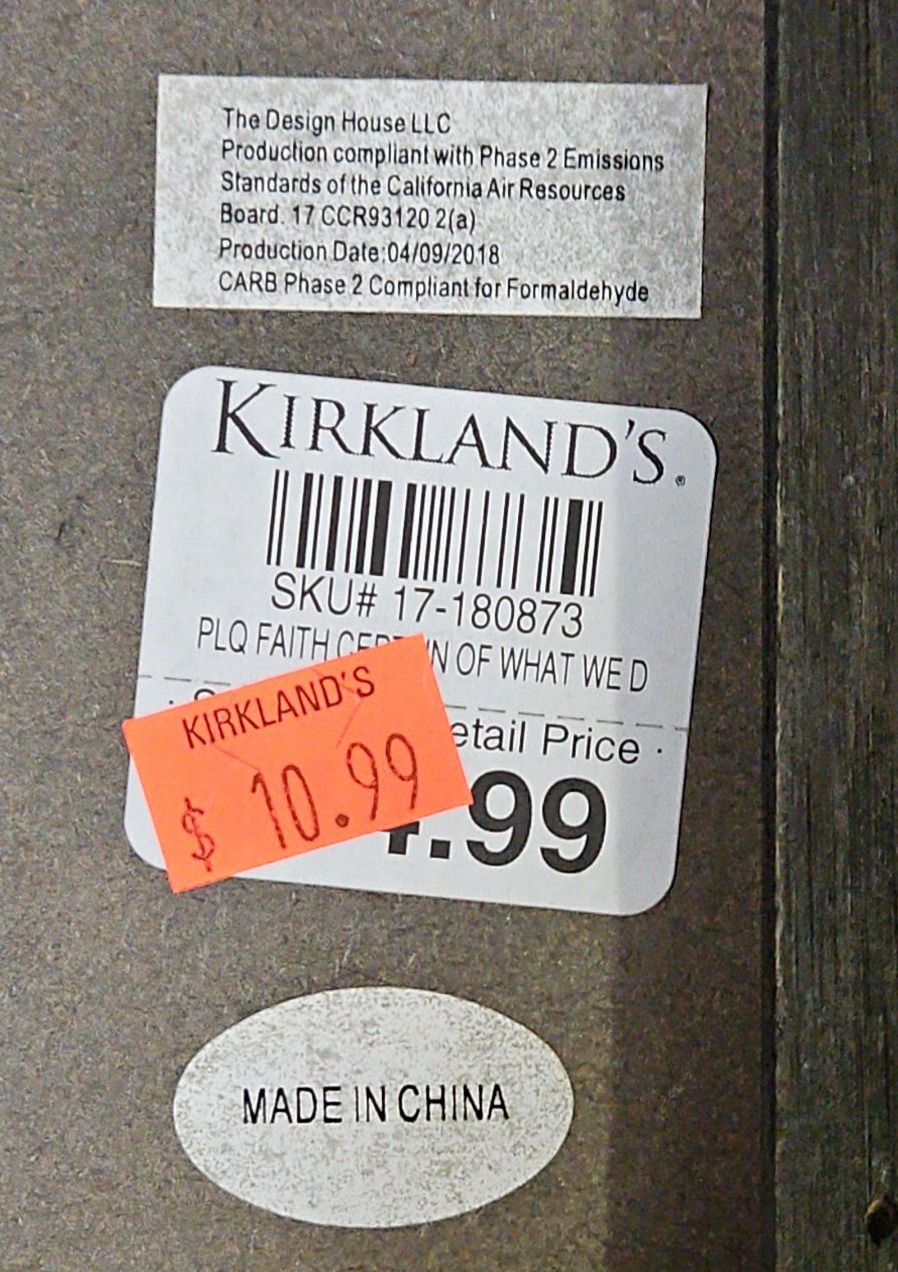 The Design House LLC
Production compliant with Phase 2 Emissions
Standards of the California Air Resources
Board. 17 CCR93120 2(a)
Production Date:04/09/2018
CARB Phase 2 Compliant for Formaldehyde
KIRKLAND'S®
SKU# 17-180873
PLQ FAITH OF WHAT WE D
Price ·
.99
KIRKLAND'S
$ 10.99
MADE IN CHINA